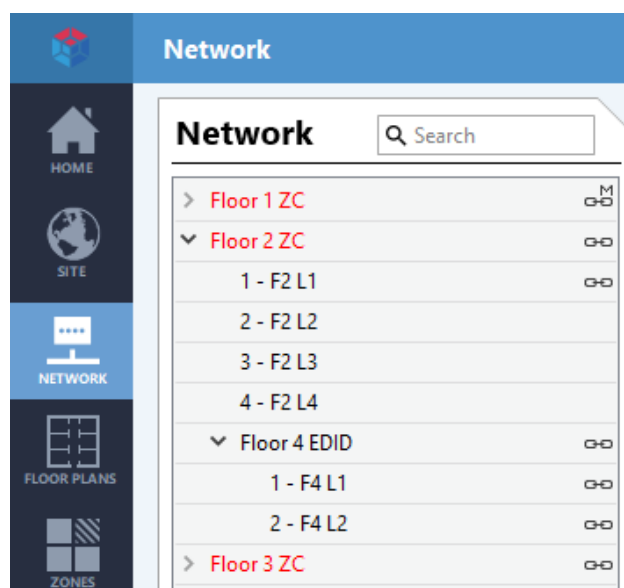 Network
HOME
SITE
NETWORK
FLOOR PLANS
ZONES
Network
Search
Floor 1 ZC
M
Floor 2 ZC
1 - F2 L1
2 - F2 L2
3 - F2 L3
4 - F2 L4
Floor 4 EDID
1 - F4 L1
2 - F4 L2
Floor 3 ZC